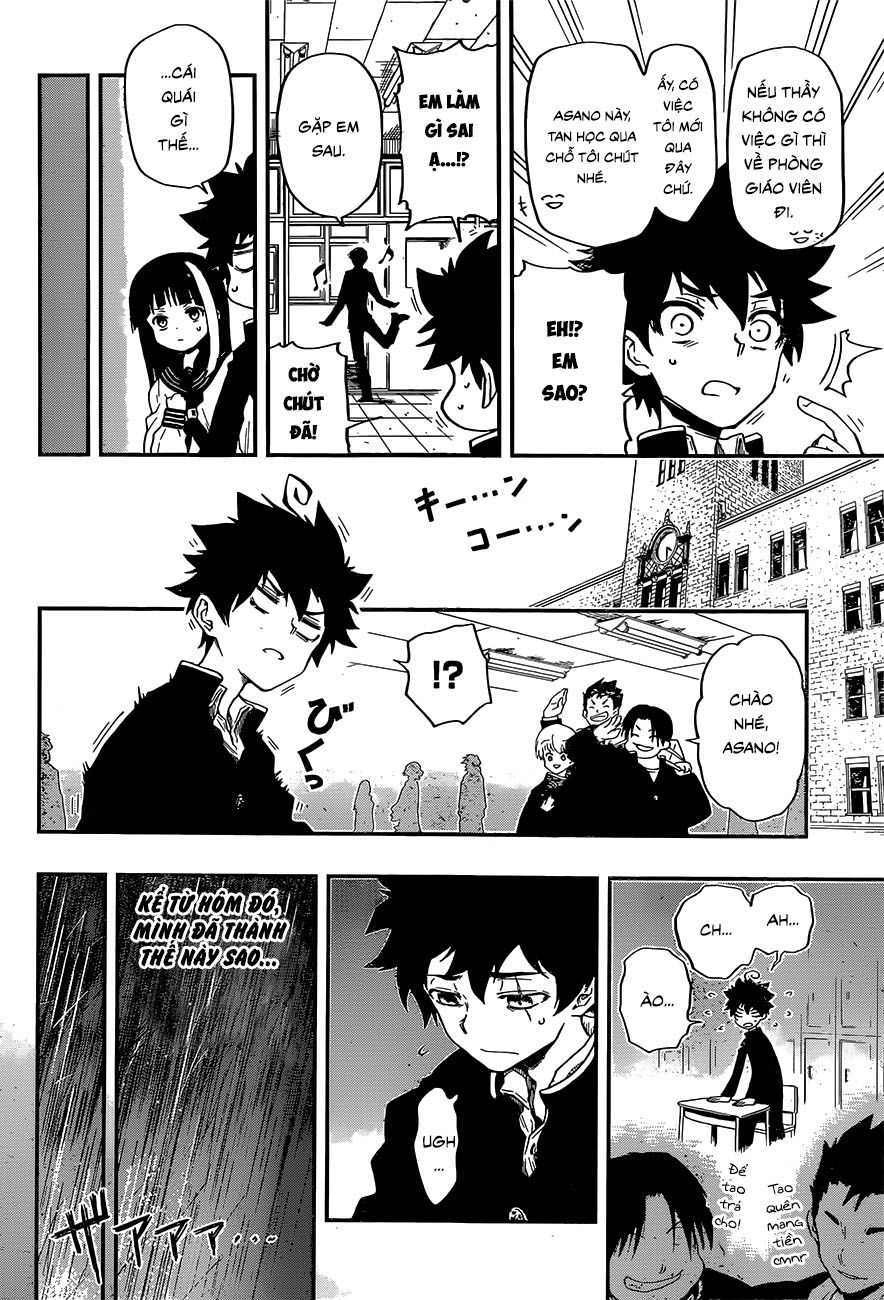 NẾU THẦY
KHÔNG CÓ
VIỆC GÌ THÌ
VỀ PHÒNG
GIÁO VIÊN
ĐI.
ẤY, CÓ
VIỆC
TÔI MỚI
QUA
ĐÂY
CHỨ.
ASANO NÀY,
TAN HỌC QUA
CHỖ TÔI CHÚT
NHÉ.
EH!?
EM
SAO?
EM LÀM
GÌ SAI
Ạ...!?
GẶP EM
SAU.
CHỜ
CHÚT
ĐÃ!
...CÁI
QUÁI
GÌ
THẾ...
キーン…
コーン…
CHÀO
NHÉ,
ASANO!
!?
びくっ
AH...
CH...
ÀO...
Tao
quên
mang
tiền
cmnr
Để
tao
trả
cho!
UGH
...
KỂ TỪ HÔM ĐÓ,
MÌNH ĐÃ THÀNH
THẾ NÀY SAO...
ザアアア...